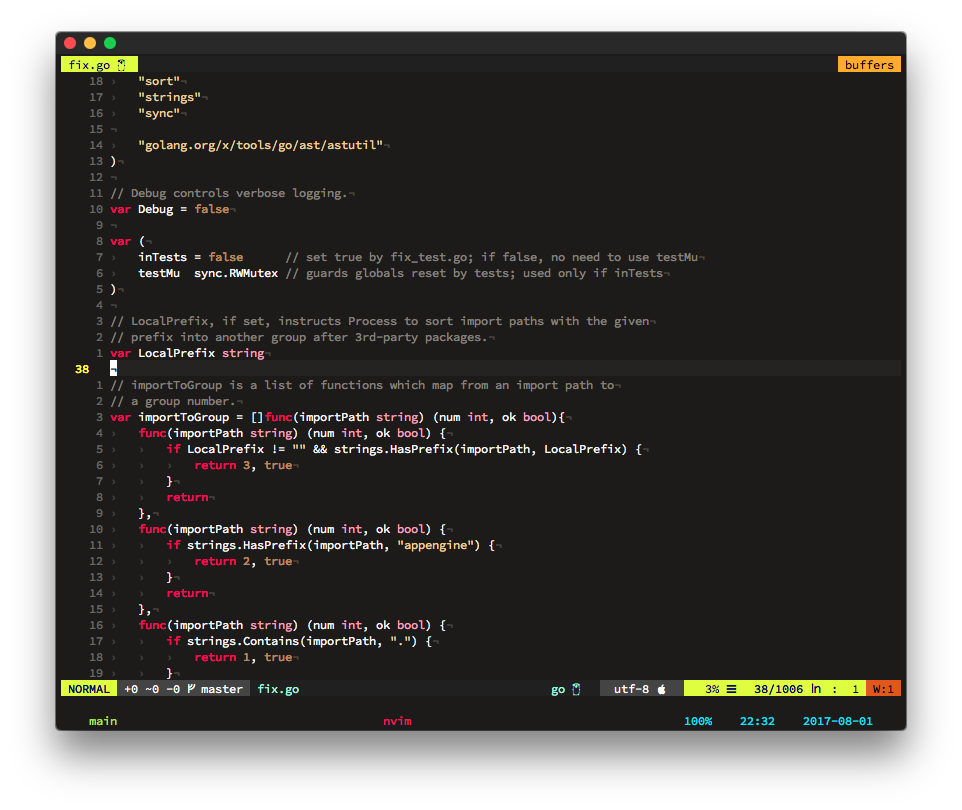 fix.go buffers
18 › "sort"¬
17 › "strings"¬
16 › "sync"¬
15 ¬
14 › "golang.org/x/tools/go/ast/astutil"¬
13 )¬
12 ¬
11 // Debug controls verbose logging.¬
10 var Debug = false¬
9 ¬
8 var (¬
7 › inTests = false      // set true by fix_test.go; if false, no need to use testMu¬
6 › testMu  sync.RWMutex // guards globals reset by tests; used only if inTests¬
5 )¬
4 ¬
3 // LocalPrefix, if set, instructs Process to sort import paths with the given¬
2 // prefix into another group after 3rd-party packages.¬
1 var LocalPrefix string¬
38 ¬
1 // importToGroup is a list of functions which map from an import path to¬
2 // a group number.¬
3 var importToGroup = []func(importPath string) (num int, ok bool){¬
4 › func(importPath string) (num int, ok bool) {¬
5 › › if LocalPrefix != "" && strings.HasPrefix(importPath, LocalPrefix) {¬
6 › › › return 3, true¬
7 › › }¬
8 › › return¬
9 › },¬
10 › func(importPath string) (num int, ok bool) {¬
11 › › if strings.HasPrefix(importPath, "appengine") {¬
12 › › › return 2, true¬
13 › › }¬
14 › › return¬
15 › },¬
16 › func(importPath string) (num int, ok bool) {¬
17 › › if strings.Contains(importPath, ".") {¬
18 › › › return 1, true¬
19 › › }¬
NORMAL +0 ~0 -0 master fix.go go utf-8 3% ☰ 38/1006 ln : 1 W:1
main nvim 100% 22:32 2017-08-01